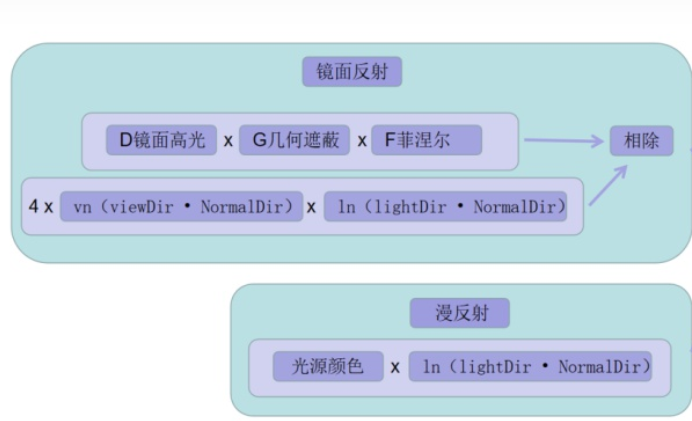 镜面反射
D镜面高光 x G几何遮蔽 x F菲涅尔 相除
4 x vn（viewDir • NormalDir）x ln（lightDir • NormalDir）
漫反射
光源颜色 x ln（lightDir • NormalDir）